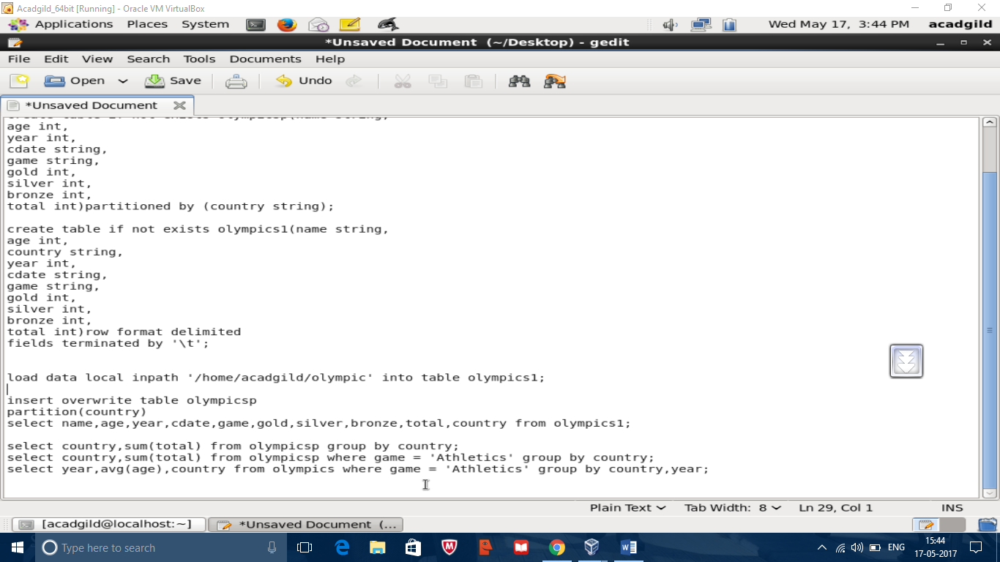 Acadgild_64bit [Running] - Oracle VM VirtualBox
Applications Places System Wed May 17, 3:44 PM acadgild
*Unsaved Document (~/Desktop) - gedit
File Edit View Search Tools Documents Help
Open Save Undo
*Unsaved Document
create table if not exists olympicsp(name string,
age int,
year int,
cdate string,
game string,
gold int,
silver int,
bronze int,
total int)partitioned by (country string);
create table if not exists olympics1(name string,
age int,
country string,
year int,
cdate string,
game string,
gold int,
silver int,
bronze int,
total int)row format delimited
fields terminated by '\t';
load data local inpath '/home/acadgild/olympic' into table olympics1;
insert overwrite table olympicsp
partition(country)
select name,age,year,cdate,game,gold,silver,bronze,total,country from olympics1;
select country,sum(total) from olympicsp group by country;
select country,sum(total) from olympicsp where game = 'Athletics' group by country;
select year,avg(age),country from olympics where game = 'Athletics' group by country,year;
Plain Text Tab Width: 8 Ln 29, Col 1 INS
[acadgild@localhost:~] *Unsaved Document (...
Type here to search ENG 15:44
17-05-2017